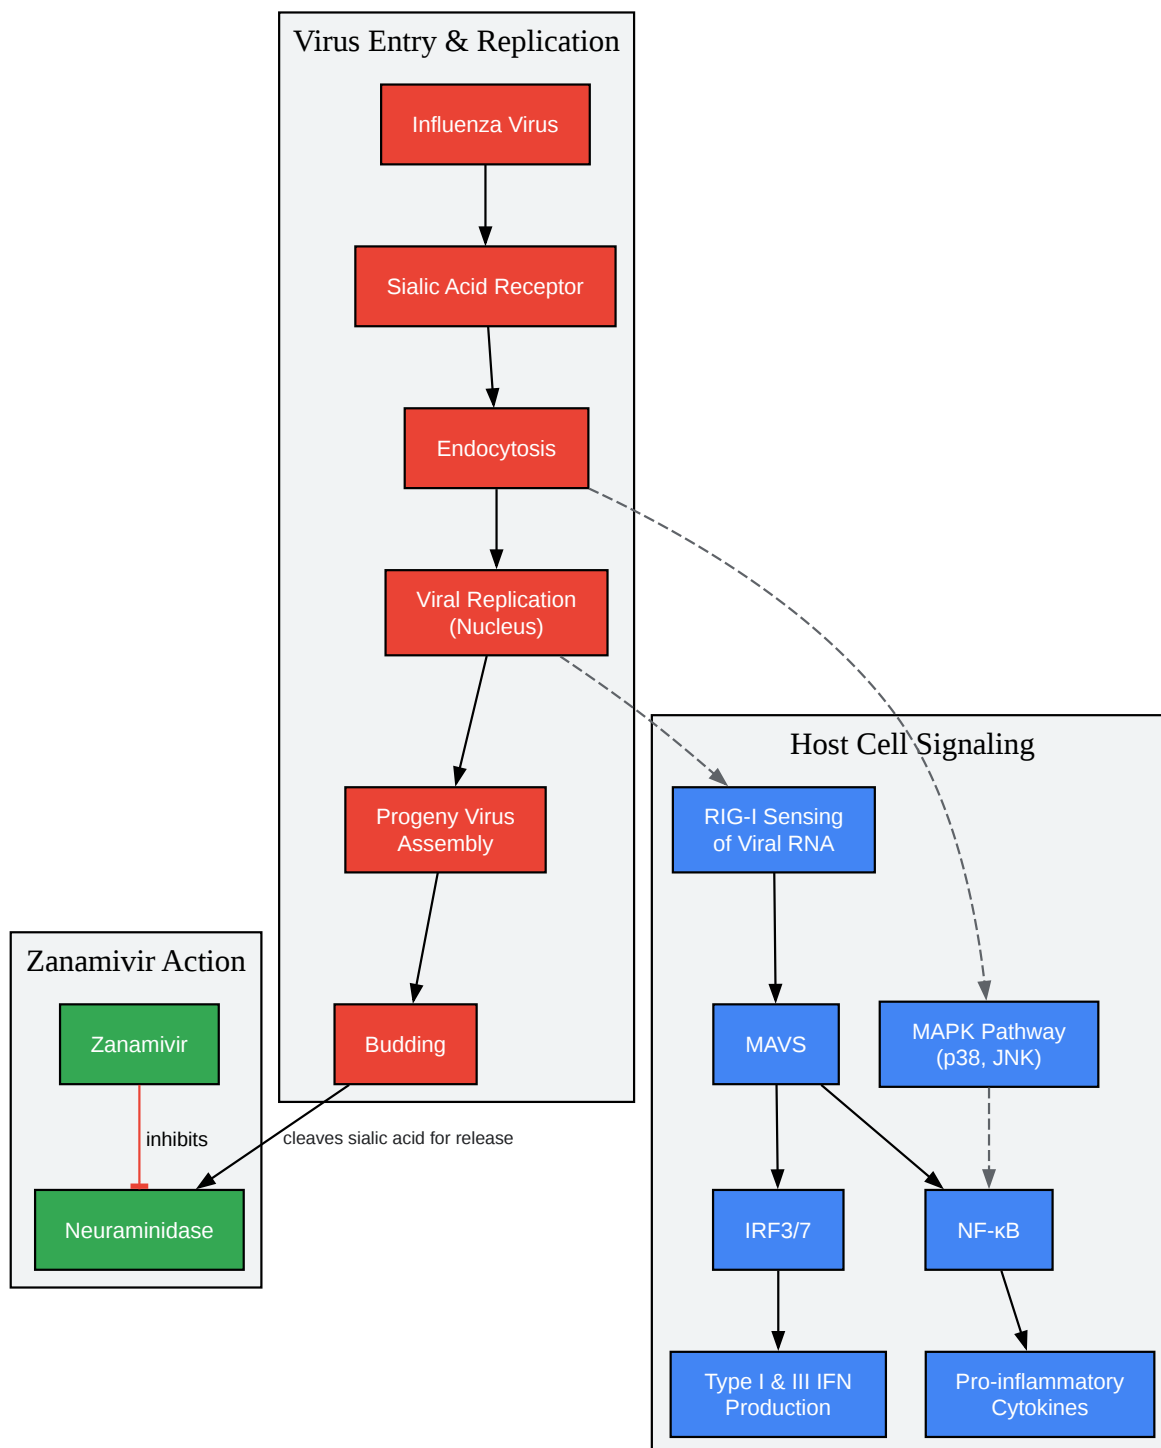 Virus Entry & Replication
Influenza Virus
Sialic Acid Receptor
Endocytosis
Viral Replication
(Nucleus)
Progeny Virus
Assembly
Budding
cleaves sialic acid for release
Zanamivir Action
Zanamivir
inhibits
Neuraminidase
Host Cell Signaling
RIG-I Sensing
of Viral RNA
MAVS
MAPK Pathway
(p38, JNK)
IRF3/7
NF-κB
Type I & III IFN
Production
Pro-inflammatory
Cytokines